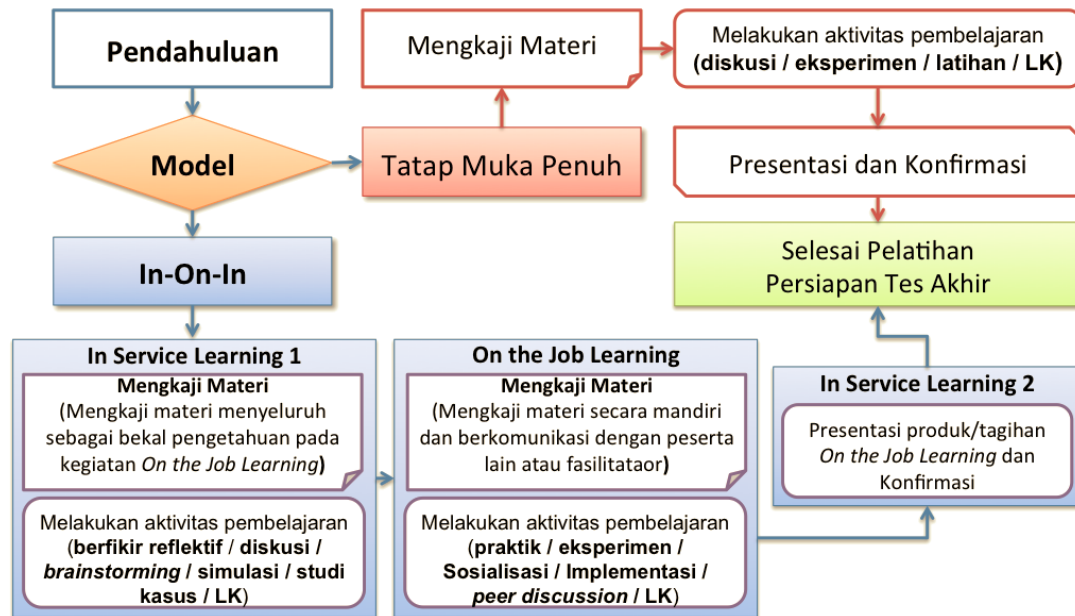 Pendahuluan
Model
Tatap Muka Penuh
Mengkaji Materi
Melakukan aktivitas pembelajaran
(diskusi / eksperimen / latihan / LK)
Presentasi dan Konfirmasi
Selesai Pelatihan
Persiapan Tes Akhir
In-On-In
In Service Learning 1
Mengkaji Materi
(Mengkaji materi menyeluruh
sebagai bekal pengetahuan pada
kegiatan On the Job Learning)
Melakukan aktivitas pembelajaran
(berfikir reflektif / diskusi /
brainstorming / simulasi / studi
kasus / LK)
On the Job Learning
Mengkaji Materi
(Mengkaji materi secara mandiri
dan berkomunikasi dengan peserta
lain atau fasilitataor)
Melakukan aktivitas pembelajaran
(praktik / eksperimen /
Sosialisasi / Implementasi /
peer discussion / LK)
In Service Learning 2
Presentasi produk/tagihan
On the Job Learning dan
Konfirmasi